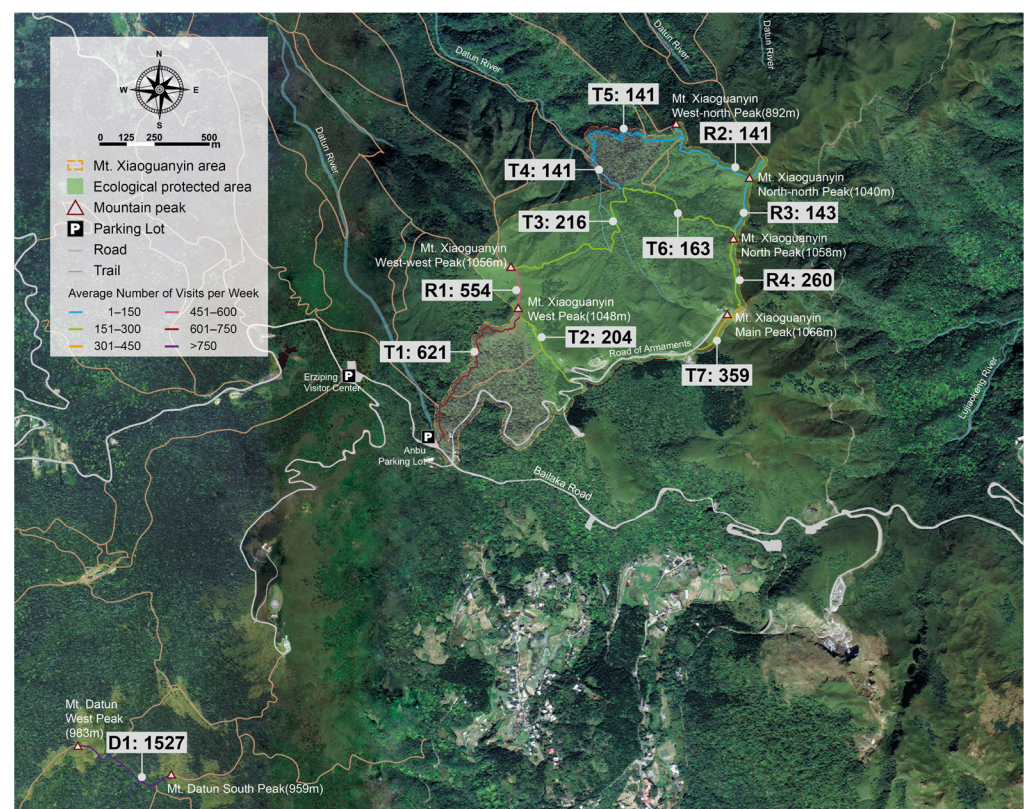 N
W
E
S
0 125 250 500
m
Mt. Xiaoguanyin area
Ecological protected area
Mountain peak
P Parking Lot
Road
Trail
Average Number of Visits per Week
1–150
451–600
151–300
601–750
301–450
>750
Datun River
Datun River
Datun River
Datun River
T5: 141
Mt. Xiaoguanyin
West-north Peak(892m)
R2: 141
T4: 141
Mt. Xiaoguanyin
North-north Peak(1040m)
T3: 216
R3: 143
T6: 163
Mt. Xiaoguanyin
North Peak(1058m)
Mt. Xiaoguanyin
West-west Peak(1056m)
R1: 554
R4: 260
Mt. Xiaoguanyin
West Peak(1048m)
Mt. Xiaoguanyin
Main Peak(1066m)
T1: 621
T2: 204
Road of Armaments
T7: 359
Erziping
Visitor Center
P
Lujiaokeng River
P
Anbu
Parking Lot
Bailaka Road
Mt. Datun
West Peak
(983m)
D1: 1527
Mt. Datun South Peak(959m)